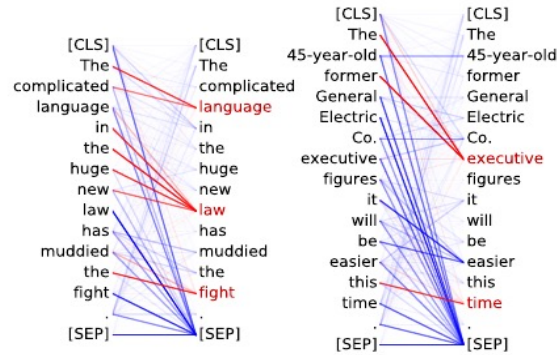 [CLS] [CLS]
The The
complicated complicated
language language
in in
the the
huge huge
new new
law law
has has
muddied muddied
the the
fight fight
. .
[SEP] [SEP]
[CLS] [CLS]
The The
45-year-old 45-year-old
former former
General General
Electric Electric
Co. Co.
executive executive
figures figures
it it
will will
be be
easier easier
this this
time time
. .
[SEP] [SEP]